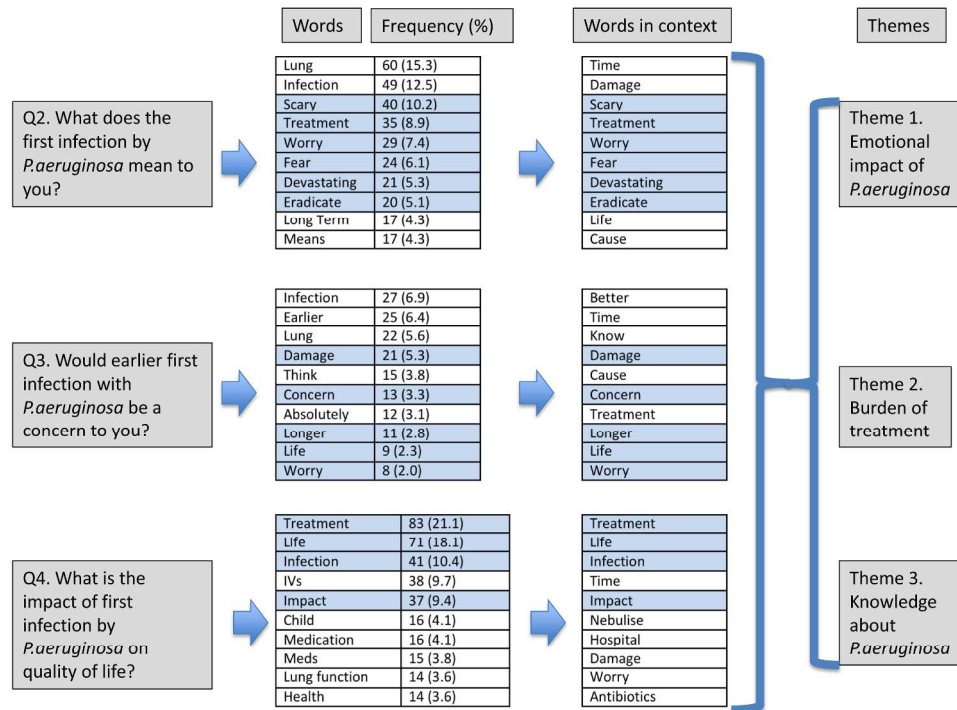 Words Frequency (%) Words in context Themes
Q2. What does the
first infection by
P.aeruginosa mean to
you?
Lung 60 (15.3)
Infection 49 (12.5)
Scary 40 (10.2)
Treatment 35 (8.9)
Worry 29 (7.4)
Fear 24 (6.1)
Devastating 21 (5.3)
Eradicate 20 (5.1)
Long Term 17 (4.3)
Means 17 (4.3)
Time
Damage
Scary
Treatment
Worry
Fear
Devastating
Eradicate
Life
Cause
Theme 1.
Emotional
impact of
P.aeruginosa
Q3. Would earlier first
infection with
P.aeruginosa be a
concern to you?
Infection 27 (6.9)
Earlier 25 (6.4)
Lung 22 (5.6)
Damage 21 (5.3)
Think 15 (3.8)
Concern 13 (3.3)
Absolutely 12 (3.1)
Longer 11 (2.8)
Life 9 (2.3)
Worry 8 (2.0)
Better
Time
Know
Damage
Cause
Concern
Treatment
Longer
Life
Worry
Theme 2.
Burden of
treatment
Q4. What is the
impact of first
infection by
P.aeruginosa on
quality of life?
Treatment 83 (21.1)
LIfe 71 (18.1)
Infection 41 (10.4)
IVs 38 (9.7)
Impact 37 (9.4)
Child 16 (4.1)
Medication 16 (4.1)
Meds 15 (3.8)
Lung function 14 (3.6)
Health 14 (3.6)
Treatment
LIfe
Infection
Time
Impact
Nebulise
Hospital
Damage
Worry
Antibiotics
Theme 3.
Knowledge
about
P.aeruginosa